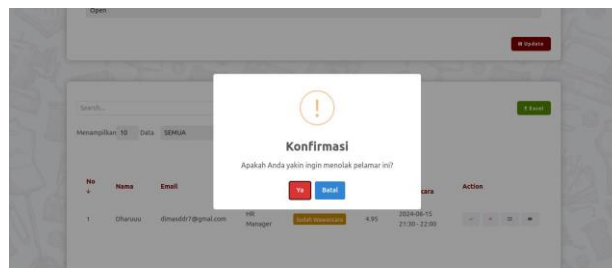 Open
Update
Search...
Excel
Menampilkan 10 Data SEMUA
Konfirmasi
Apakah Anda yakin ingin menolak pelamar ini?
Ya Batal
No Nama Email cara Action
1 Dharuuu dimasddr7@gmail.com HR Manager Sudah Wawancara 4.95 2024-08-15 21:30 - 22:00